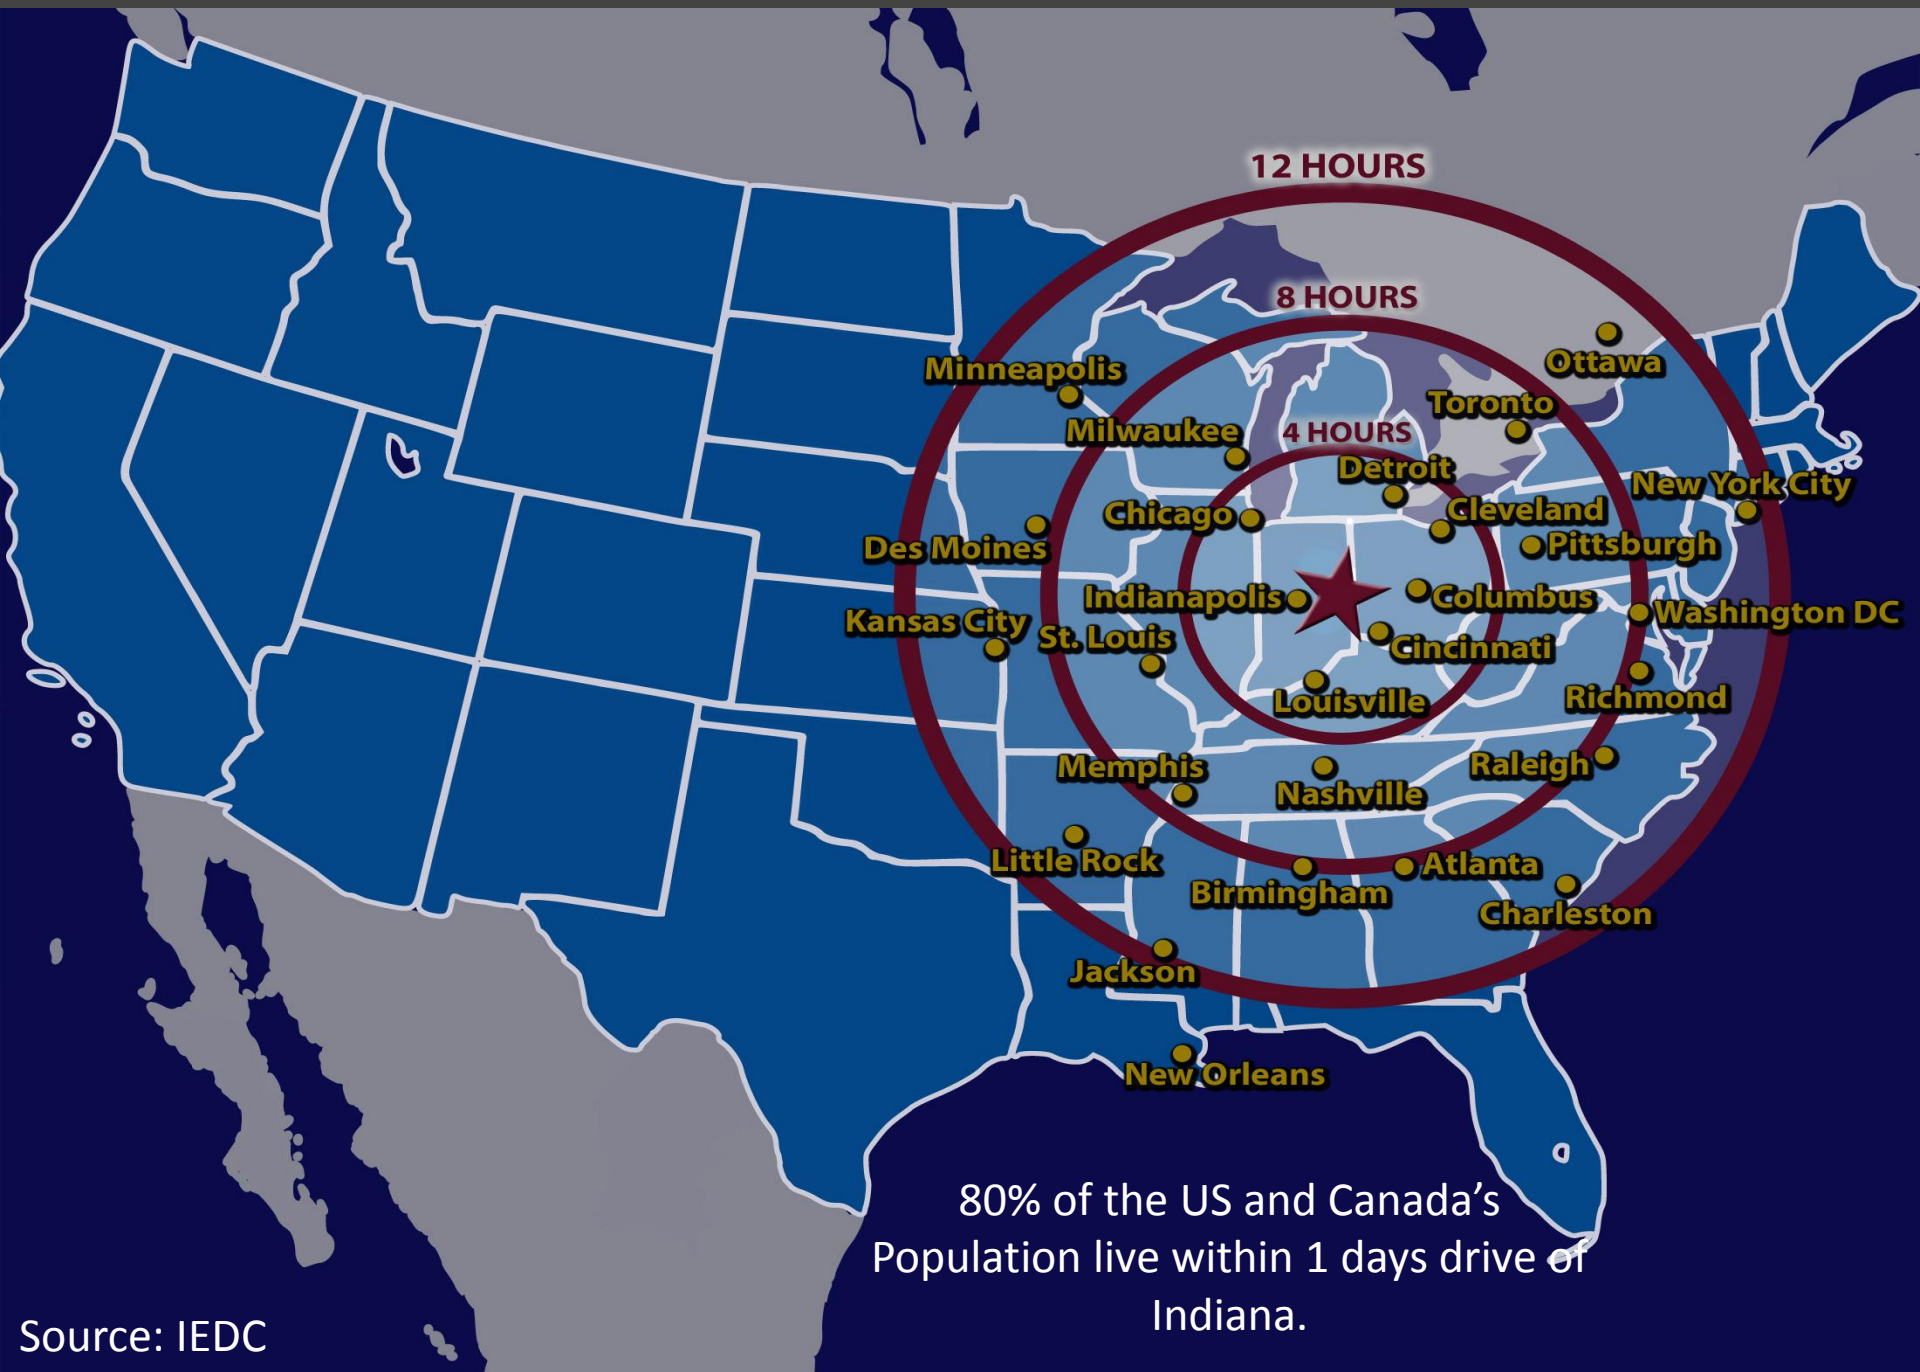 12 HOURS
8 HOURS
Ottawa
Minneapolis
Toronto
Milwaukee
4 HOURS
Detroit
New York City
Chicago
Cleveland
Des Moines
Pittsburgh
Indianapolis
Columbus
Washington DC
Kansas City
St. Louis
Cincinnati
Louisville
Richmond
Memphis
Raleigh
Nashville
Little Rock
Atlanta
Birmingham
Charleston
Jackson
New Orleans
80% of the US and Canada’s
Population live within 1 days drive of
Indiana.
Source: IEDC